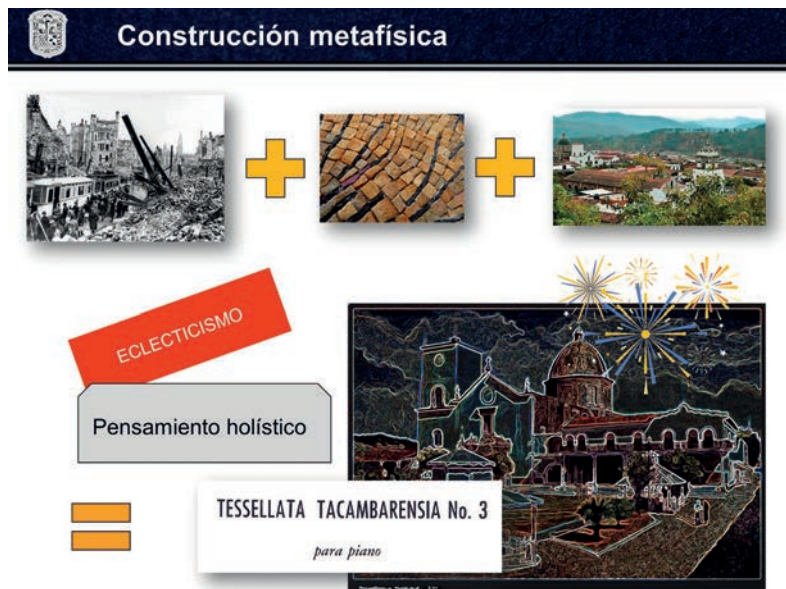 Construcción metafísica
ECLECTICISMO
Pensamiento holístico
TESSELLATA TACAMBARENSIA No. 3
para piano